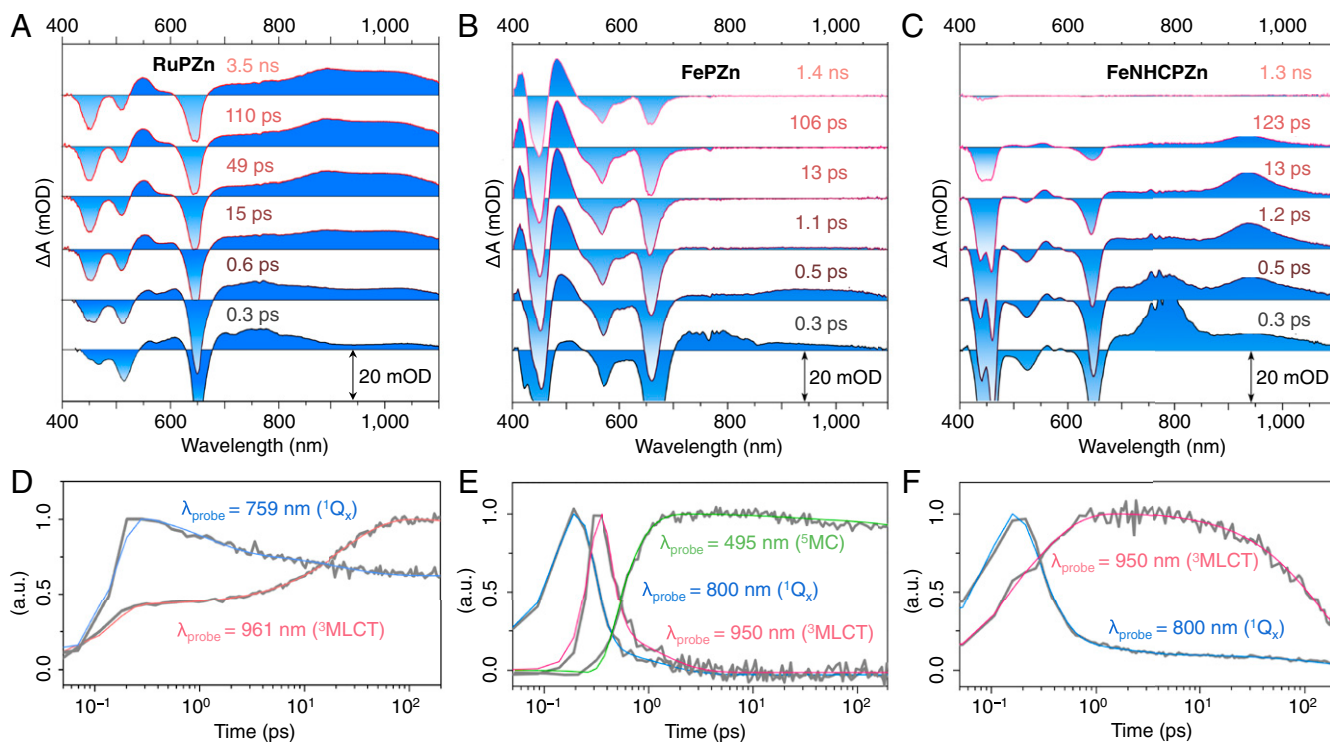 A
400 600 800 1,000
RuPZn 3.5 ns
110 ps
49 ps
15 ps
0.6 ps
0.3 ps
20 mOD
ΔA (mOD)
400 600 800 1,000
Wavelength (nm)
B
400 600 800 1,000
FePZn 1.4 ns
106 ps
13 ps
1.1 ps
0.5 ps
0.3 ps
20 mOD
ΔA (mOD)
400 600 800 1,000
Wavelength (nm)
C
400 600 800 1,000
FeNHCPZn 1.3 ns
123 ps
13 ps
1.2 ps
0.5 ps
0.3 ps
20 mOD
ΔA (mOD)
400 600 800 1,000
Wavelength (nm)
D
λprobe = 759 nm (¹Qx)
λprobe = 961 nm (³MLCT)
1.0
0.5
0.0
(a.u.)
10⁻¹ 10⁰ 10¹ 10²
Time (ps)
E
λprobe = 495 nm (⁵MC)
λprobe = 800 nm (¹Qx)
λprobe = 950 nm (³MLCT)
1.0
0.5
0.0
(a.u.)
10⁻¹ 10⁰ 10¹ 10²
Time (ps)
F
λprobe = 950 nm (³MLCT)
λprobe = 800 nm (¹Qx)
1.0
0.5
0.0
(a.u.)
10⁻¹ 10⁰ 10¹ 10²
Time (ps)